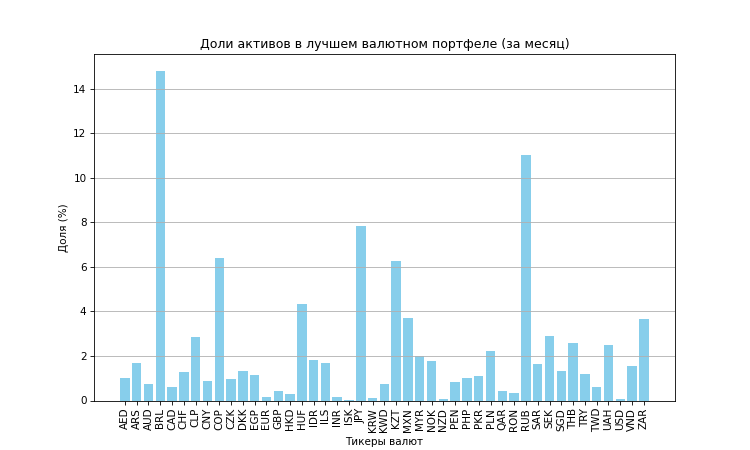 Доли активов в лучшем валютном портфеле (за месяц)
Доля (%)
14
12
10
8
6
4
2
0
AED ARS AUD BRL CAD CHF CLP CNY COP CZK DKK EGP EUR GBP HKD HUF IDR ILS INR ISK JPY KRW KWD KZT MXN MYR NOK NZD PEN PHP PKR PLN QAR RON RUB SAR SEK SGD THB TRY TWD UAH USD VND ZAR
Тикеры валют